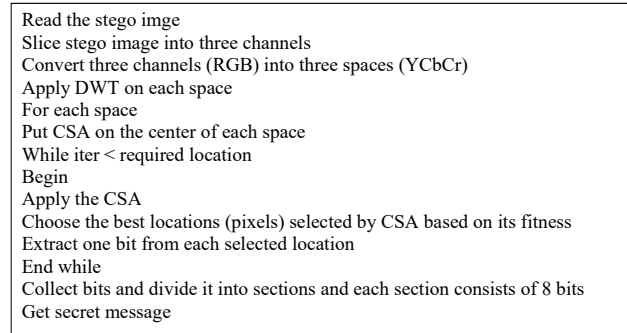 Read the stego imge
Slice stego image into three channels
Convert three channels (RGB) into three spaces (YCbCr)
Apply DWT on each space
For each space
Put CSA on the center of each space
While iter < required location
Begin
Apply the CSA
Choose the best locations (pixels) selected by CSA based on its fitness
Extract one bit from each selected location
End while
Collect bits and divide it into sections and each section consists of 8 bits
Get secret message